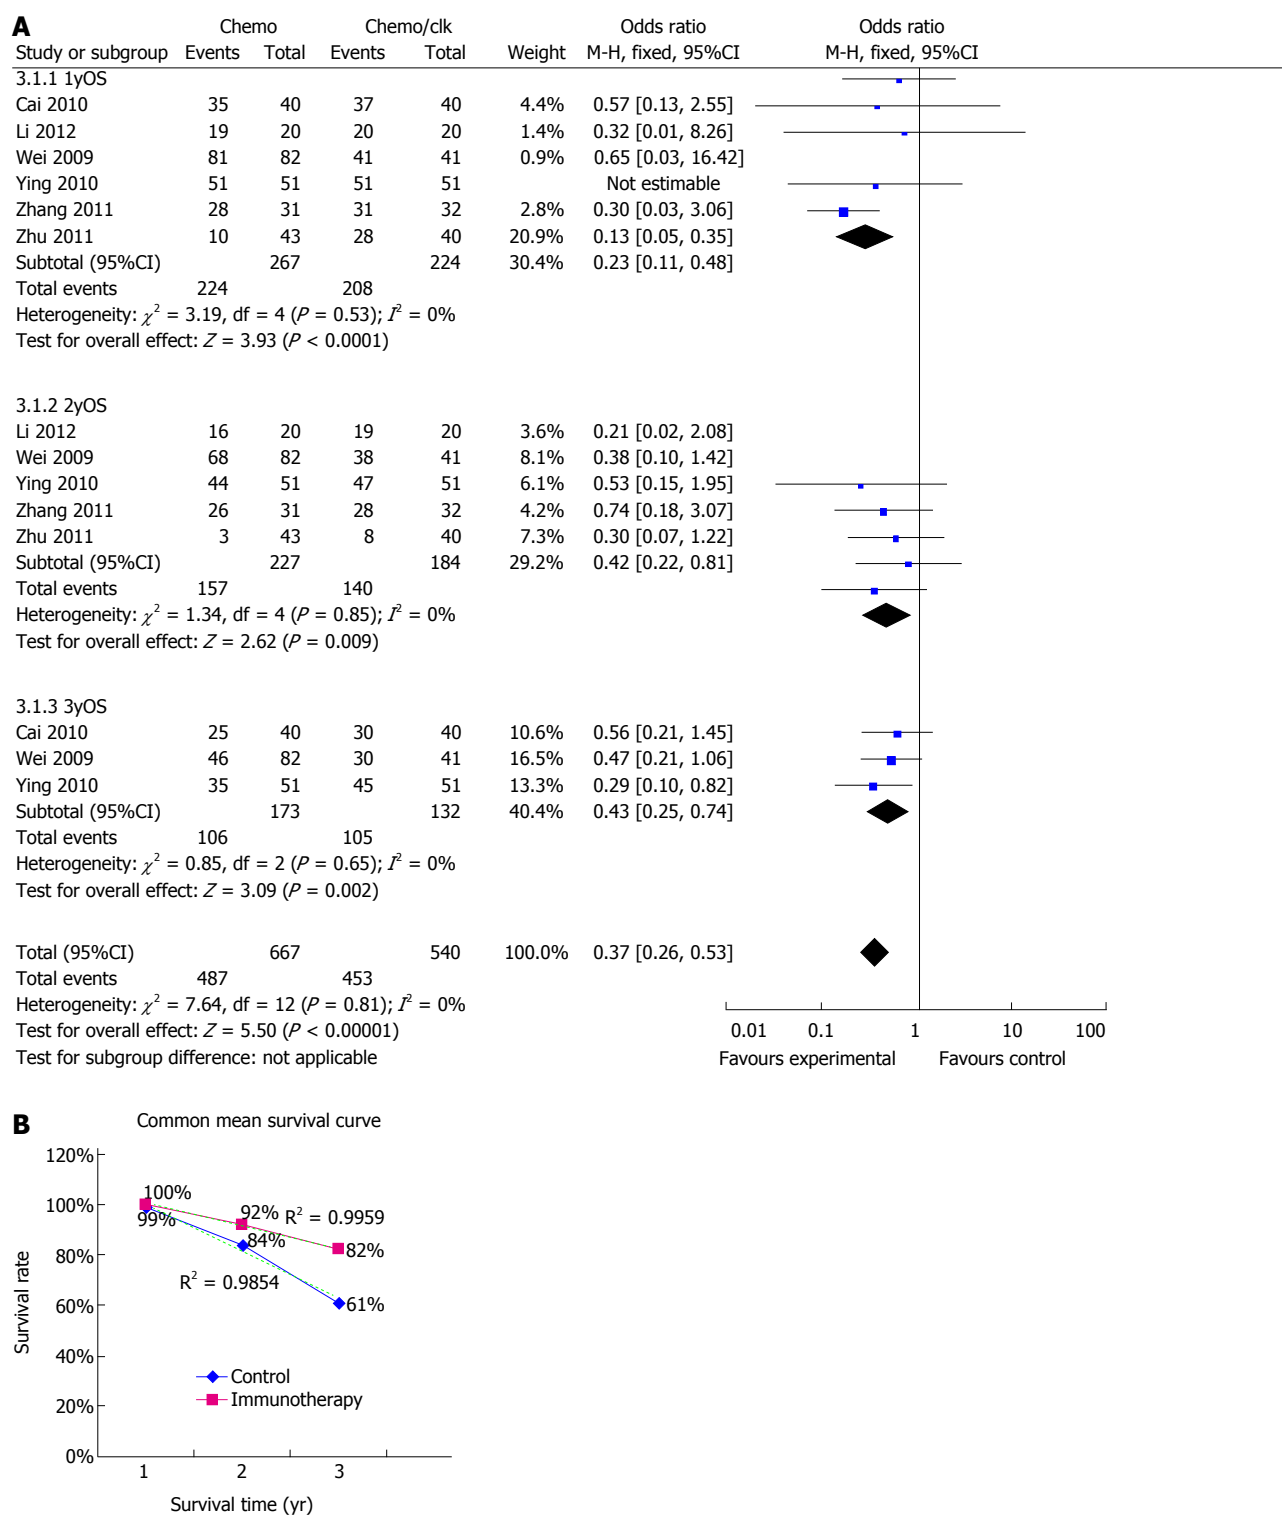 A
Chemo Chemo/clk Odds ratio Odds ratio
Study or subgroup Events Total Events Total Weight M-H, fixed, 95%CI M-H, fixed, 95%CI
3.1.1 1yOS
Cai 2010 35 40 37 40 4.4% 0.57 [0.13, 2.55]
Li 2012 19 20 20 20 1.4% 0.32 [0.01, 8.26]
Wei 2009 81 82 41 41 0.9% 0.65 [0.03, 16.42]
Ying 2010 51 51 51 51 Not estimable
Zhang 2011 28 31 31 32 2.8% 0.30 [0.03, 3.06]
Zhu 2011 10 43 28 40 20.9% 0.13 [0.05, 0.35]
Subtotal (95%CI) 267 224 30.4% 0.23 [0.11, 0.48]
Total events 224 208
Heterogeneity: χ² = 3.19, df = 4 (P = 0.53); I² = 0%
Test for overall effect: Z = 3.93 (P < 0.0001)
3.1.2 2yOS
Li 2012 16 20 19 20 3.6% 0.21 [0.02, 2.08]
Wei 2009 68 82 38 41 8.1% 0.38 [0.10, 1.42]
Ying 2010 44 51 47 51 6.1% 0.53 [0.15, 1.95]
Zhang 2011 26 31 28 32 4.2% 0.74 [0.18, 3.07]
Zhu 2011 3 43 8 40 7.3% 0.30 [0.07, 1.22]
Subtotal (95%CI) 227 184 29.2% 0.42 [0.22, 0.81]
Total events 157 140
Heterogeneity: χ² = 1.34, df = 4 (P = 0.85); I² = 0%
Test for overall effect: Z = 2.62 (P = 0.009)
3.1.3 3yOS
Cai 2010 25 40 30 40 10.6% 0.56 [0.21, 1.45]
Wei 2009 46 82 30 41 16.5% 0.47 [0.21, 1.06]
Ying 2010 35 51 45 51 13.3% 0.29 [0.10, 0.82]
Subtotal (95%CI) 173 132 40.4% 0.43 [0.25, 0.74]
Total events 106 105
Heterogeneity: χ² = 0.85, df = 2 (P = 0.65); I² = 0%
Test for overall effect: Z = 3.09 (P = 0.002)
Total (95%CI) 667 540 100.0% 0.37 [0.26, 0.53]
Total events 487 453
Heterogeneity: χ² = 7.64, df = 12 (P = 0.81); I² = 0%
Test for overall effect: Z = 5.50 (P < 0.00001)
Test for subgroup difference: not applicable
0.01 0.1 1 10 100
Favours experimental Favours control
B
Common mean survival curve
120%
100%
80%
60%
40%
20%
0%
Survival rate
100%
99%
92%
R² = 0.9959
84%
82%
R² = 0.9854
61%
Control
Immunotherapy
1 2 3
Survival time (yr)